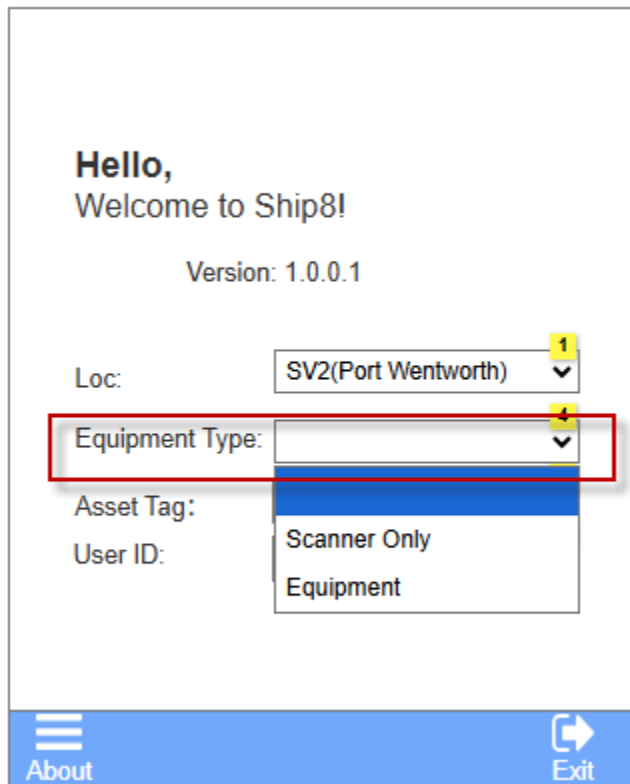 Hello,
Welcome to Ship8!
Version: 1.0.0.1
1
Loc: SV2(Port Wentworth)
4
Equipment Type:
Asset Tag:
Scanner Only
User ID:
Equipment
About Exit